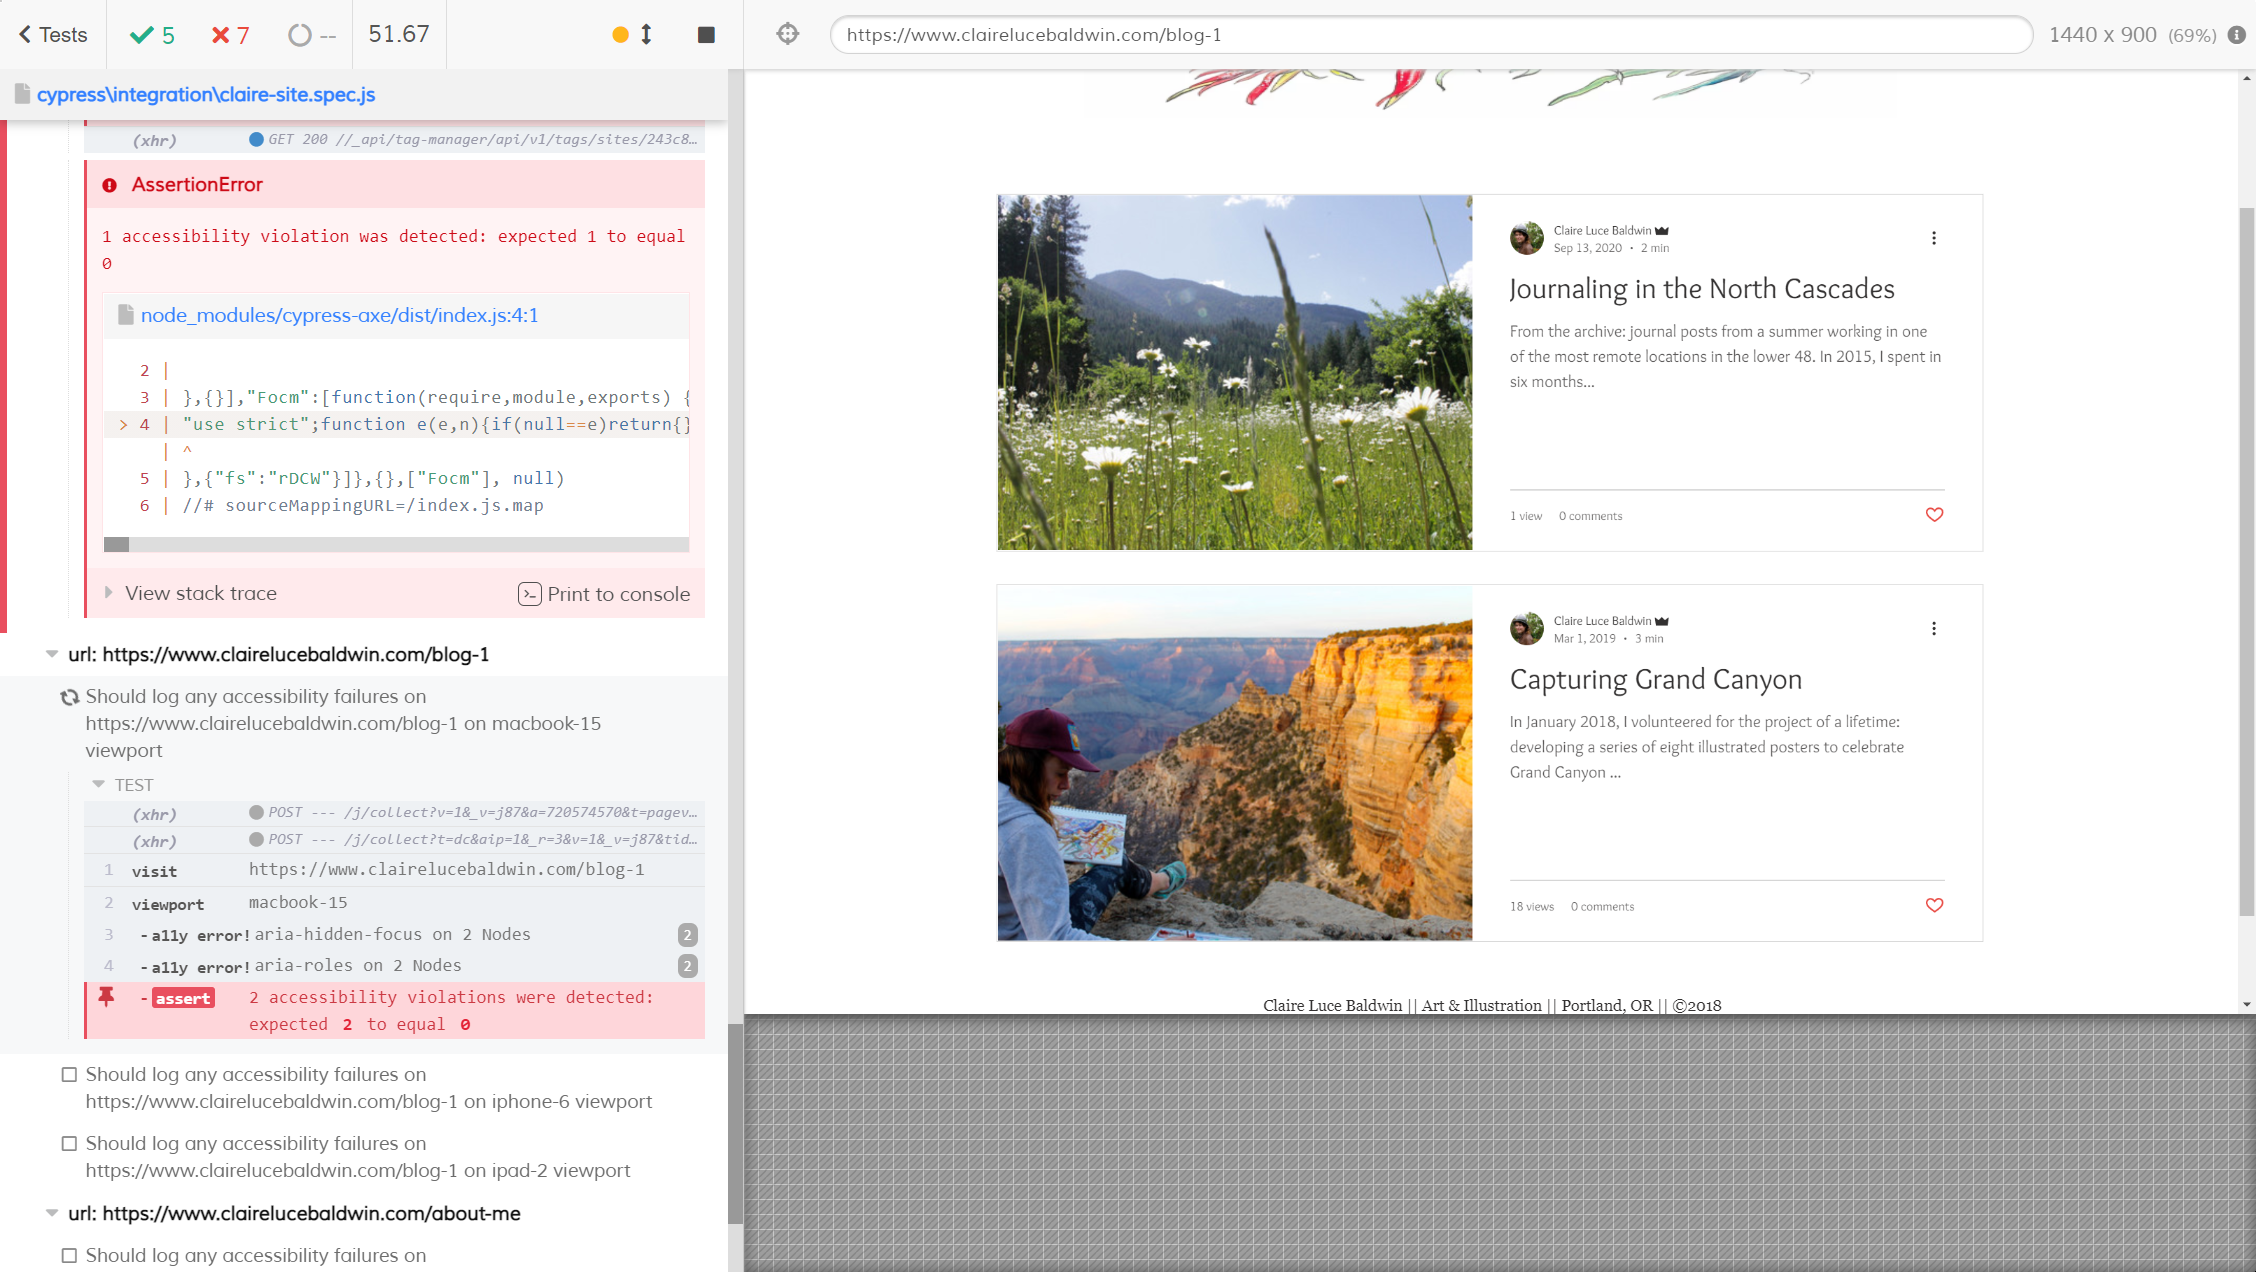 Tests
5
7
--
51.67
https://www.clairelucebaldwin.com/blog-1
1440 x 900 (69%)
cypress\integration\claire-site.spec.js
(xhr) GET 200 //_api/tag-manager/api/v1/tags/sites/243c8...
AssertionError
1 accessibility violation was detected: expected 1 to equal
0
node_modules/cypress-axe/dist/index.js:4:1
2 |
3 | },{}],"Focm":[function(require,module,exports) {
> 4 | "use strict";function e(e,n){if(null==e)return{}
| ^
5 | },{"fs":"rDCW"}]},{},["Focm"], null)
6 | //# sourceMappingURL=/index.js.map
View stack trace
Print to console
url: https://www.clairelucebaldwin.com/blog-1
Should log any accessibility failures on
https://www.clairelucebaldwin.com/blog-1 on macbook-15
viewport
TEST
(xhr) POST --- /j/collect?v=1&_v=j87&a=720574570&t=pagev...
(xhr) POST --- /j/collect?t=dc&aip=1&_r=3&v=1&_v=j87&tid...
1 visit https://www.clairelucebaldwin.com/blog-1
2 viewport macbook-15
3 -a11y error! aria-hidden-focus on 2 Nodes 2
4 -a11y error! aria-roles on 2 Nodes 2
-assert 2 accessibility violations were detected:
expected 2 to equal 0
Should log any accessibility failures on
https://www.clairelucebaldwin.com/blog-1 on iphone-6 viewport
Should log any accessibility failures on
https://www.clairelucebaldwin.com/blog-1 on ipad-2 viewport
url: https://www.clairelucebaldwin.com/about-me
Should log any accessibility failures on
Claire Luce Baldwin
Sep 13, 2020 • 2 min
Journaling in the North Cascades
From the archive: journal posts from a summer working in one
of the most remote locations in the lower 48. In 2015, I spent in
six months...
1 view 0 comments
Claire Luce Baldwin
Mar 1, 2019 • 3 min
Capturing Grand Canyon
In January 2018, I volunteered for the project of a lifetime:
developing a series of eight illustrated posters to celebrate
Grand Canyon ...
18 views 0 comments
Claire Luce Baldwin || Art & Illustration || Portland, OR || ©2018